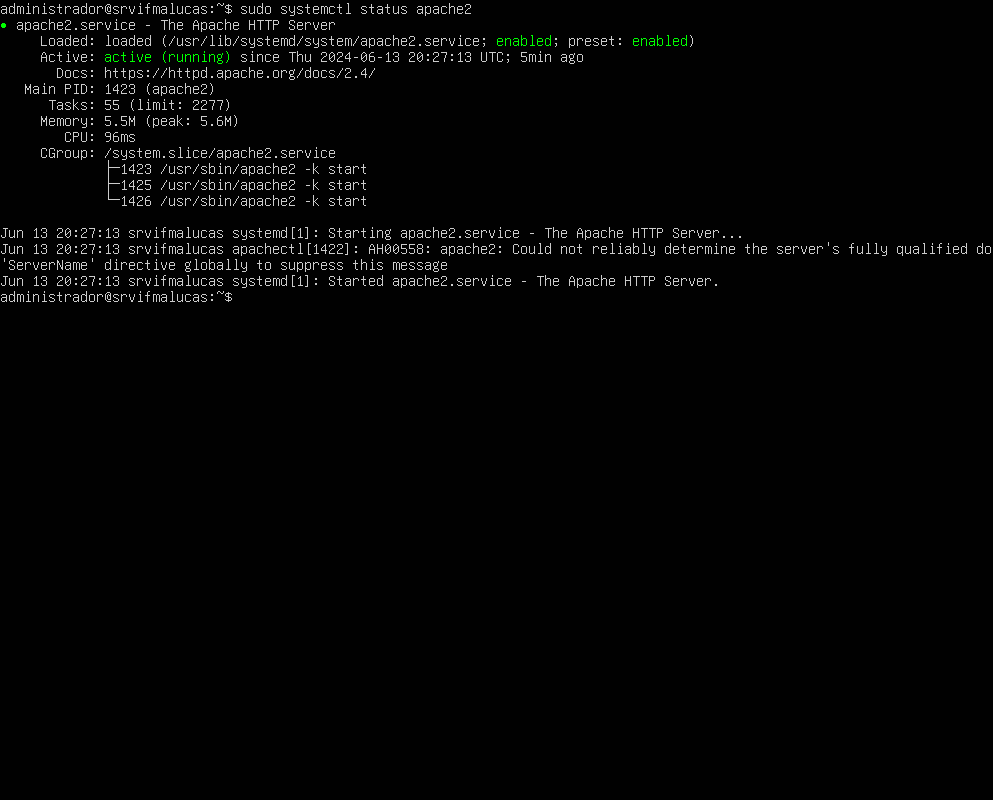 administrador@srvifmalucas:~$ sudo systemctl status apache2
● apache2.service - The Apache HTTP Server
     Loaded: loaded (/usr/lib/systemd/system/apache2.service; enabled; preset: enabled)
     Active: active (running) since Thu 2024-06-13 20:27:13 UTC; 5min ago
       Docs: https://httpd.apache.org/docs/2.4/
   Main PID: 1423 (apache2)
      Tasks: 55 (limit: 2277)
     Memory: 5.5M (peak: 5.6M)
        CPU: 96ms
     CGroup: /system.slice/apache2.service
             ├─1423 /usr/sbin/apache2 -k start
             ├─1425 /usr/sbin/apache2 -k start
             └─1426 /usr/sbin/apache2 -k start
Jun 13 20:27:13 srvifmalucas systemd[1]: Starting apache2.service - The Apache HTTP Server...
Jun 13 20:27:13 srvifmalucas apachectl[1422]: AH00558: apache2: Could not reliably determine the server's fully qualified do
'ServerName' directive globally to suppress this message
Jun 13 20:27:13 srvifmalucas systemd[1]: Started apache2.service - The Apache HTTP Server.
administrador@srvifmalucas:~$